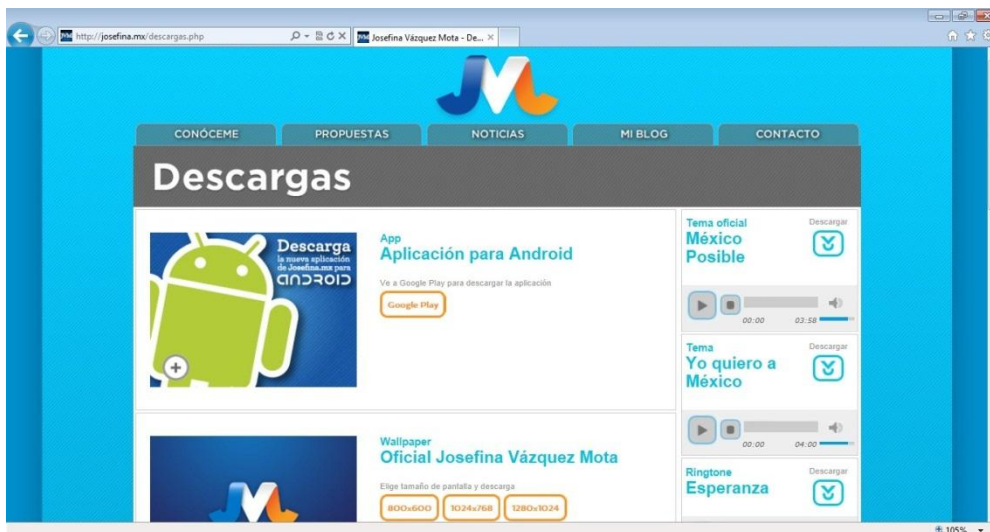 http://josefina.mx/descargas.php
Josefina Vázquez Mota - De...
JVM
CONÓCEME
PROPUESTAS
NOTICIAS
MI BLOG
CONTACTO
Descargas
Descarga
la nueva aplicación
de Josefina.mx para
ANDROID
App
Aplicación para Android
Ve a Google Play para descargar la aplicación
Google Play
Wallpaper
Oficial Josefina Vázquez Mota
Elige tamaño de pantalla y descarga
800x600
1024x768
1280x1024
Tema oficial
Descargar
México
Posible
00:00
03:58
Tema
Descargar
Yo quiero a
México
00:00
04:00
Ringtone
Descargar
Esperanza
105%